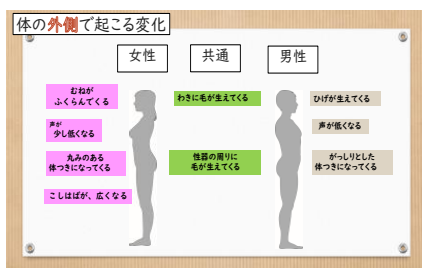 体の外側で起こる変化
女性
共通
男性
むねが
ふくらんでくる
声が
少し低くなる
丸みのある
体つきになってくる
こしはばが、広くなる
わきに毛が生えてくる
性器の周りに
毛が生えてくる
ひげが生えてくる
声が低くなる
がっしりとした
体つきになってくる